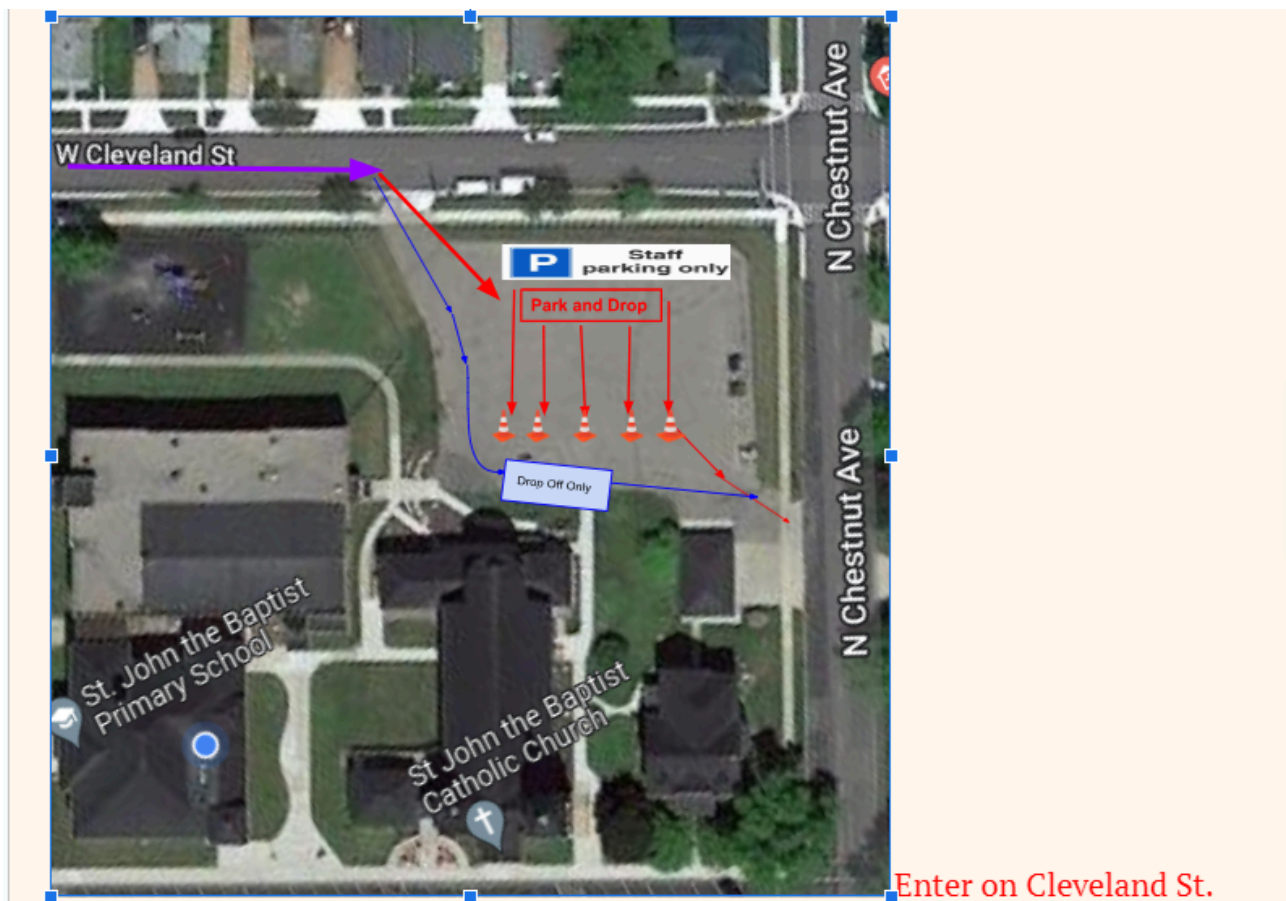 W Cleveland St
N Chestnut Ave
P
Staff
parking only
Park and Drop
Drop Off Only
N Chestnut Ave
St. John the Baptist
Primary School
St John the Baptist
Catholic Church
Enter on Cleveland St.